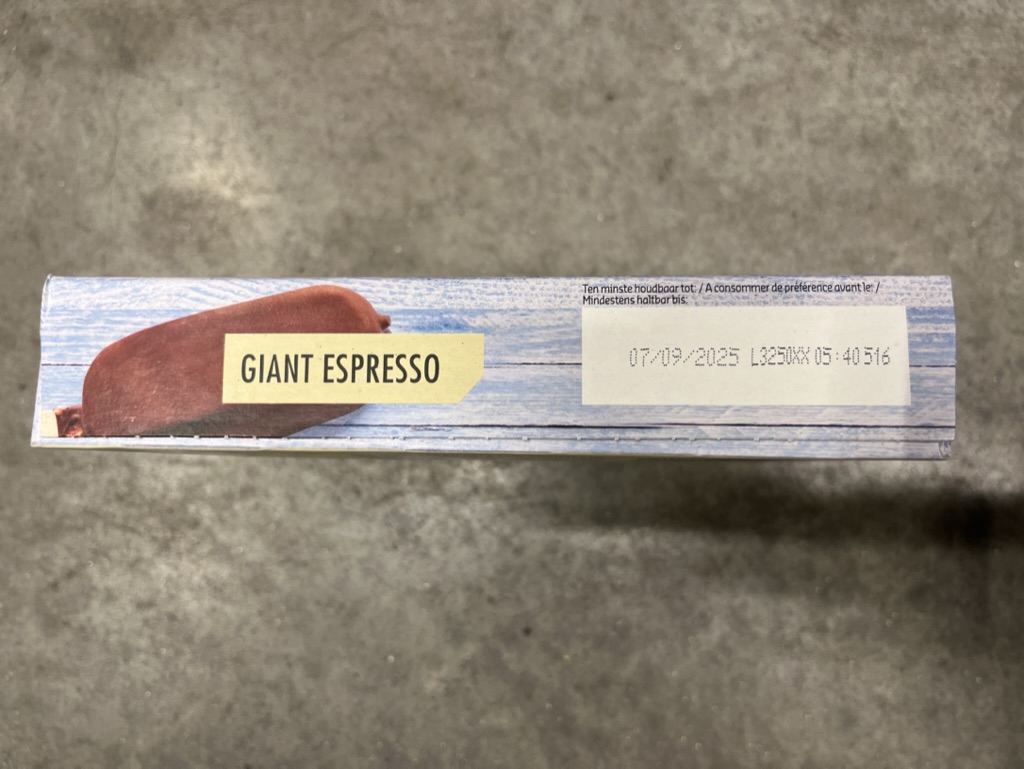 GIANT ESPRESSO
Ten minste houdbaar tot: / A consommer de préférence avant le: /
Mindestens haltbar bis:
07/09/2025 L3250XX 05:40 516